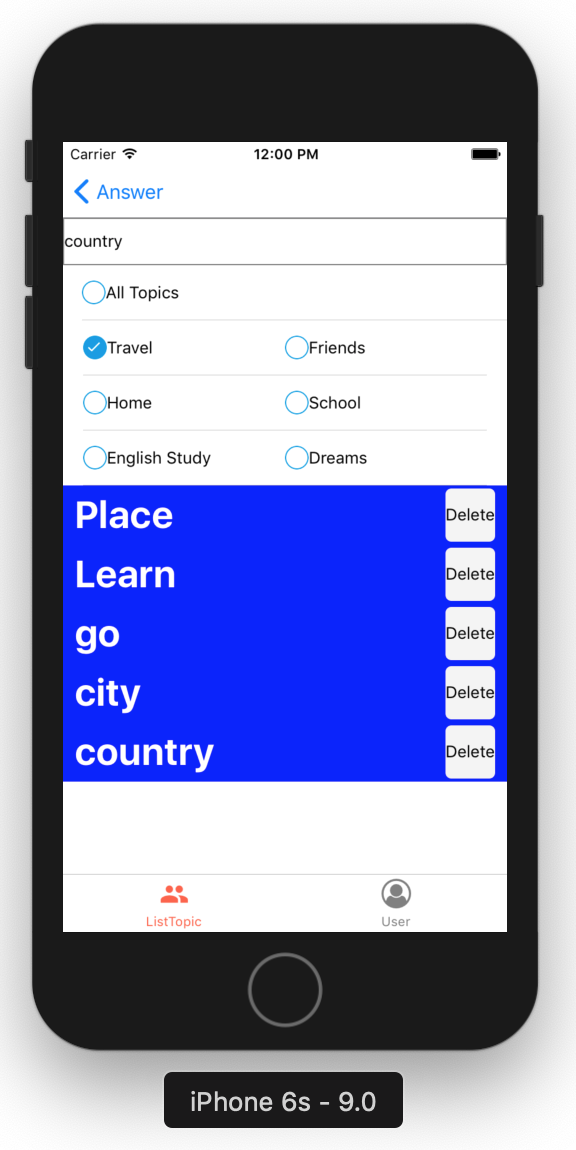 Carrier 12:00 PM
Answer
country
All Topics
Travel Friends
Home School
English Study Dreams
Place Delete
Learn Delete
go Delete
city Delete
country Delete
ListTopic User
iPhone 6s - 9.0